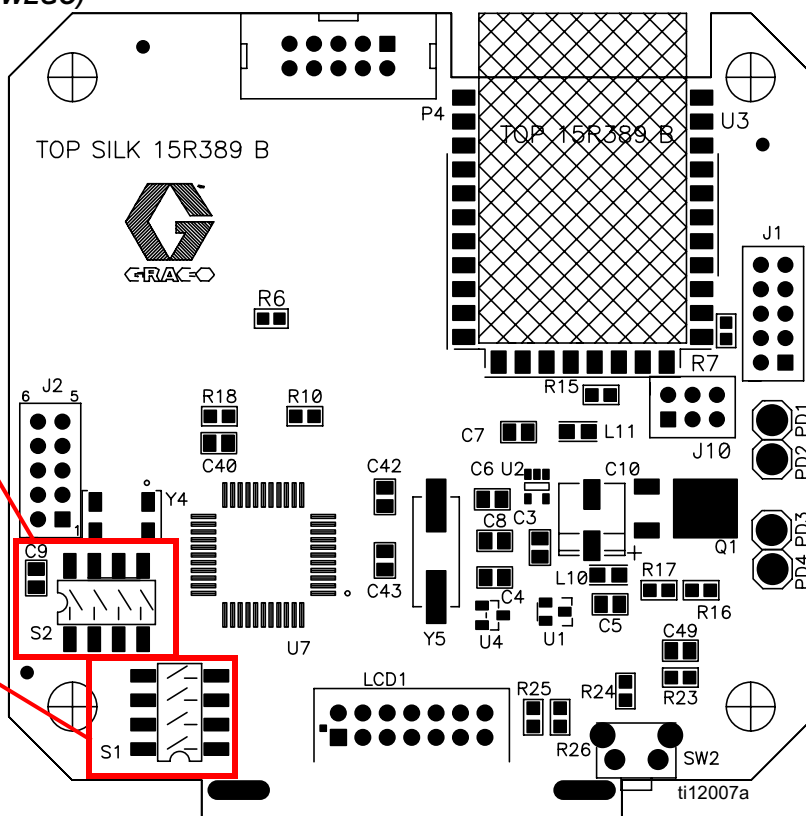 WEGU)
P4
U3
TOP 15R389 B
TOP SILK 15R389 B
GRACO
J1
R6
R7
J2
6 5
R18 R10
R15
C7 L11
J10
PD1
PD2
C40
C42
C6 U2 C10
Y4
1
C8 C3
PD3
Q1
C9
PD4
L10 +
R17
C43
C4
R16
S2
C5
U7
Y5
U4 U1
C49
LCD1
R25
R24
R23
S1
R26
SW2
ti12007a